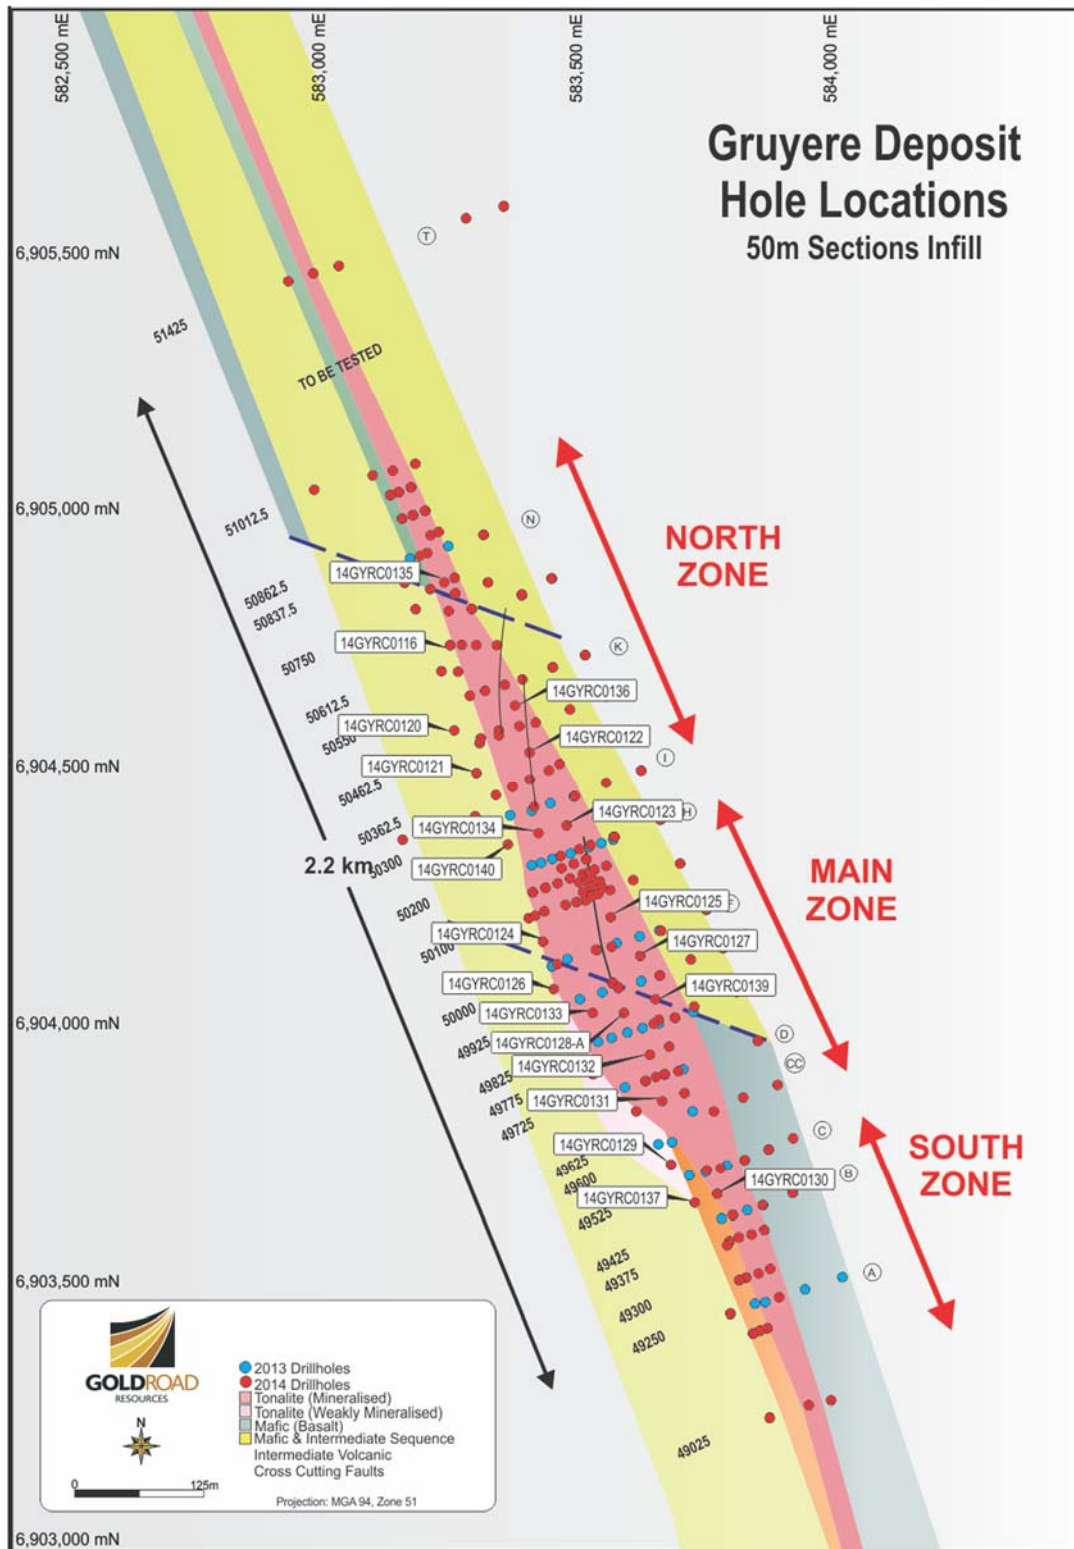 582,500 mE
583,000 mE
583,500 mE
584,000 mE
Gruyere Deposit
Hole Locations
50m Sections Infill
6,905,500 mN
T
51425
TO BE TESTED
6,905,000 mN
51012.5
N
NORTH
ZONE
14GYRC0135
50862.5
50837.5
14GYRC0116
K
50750
14GYRC0136
50612.5
14GYRC0120
14GYRC0122
50550
6,904,500 mN
14GYRC0121
I
50462.5
14GYRC0123
H
50362.5
14GYRC0134
2.2 km
50300
14GYRC0140
MAIN
ZONE
50200
14GYRC0125
F
14GYRC0124
50100
14GYRC0127
14GYRC0126
14GYRC0139
50000
14GYRC0133
6,904,000 mN
D
49925
14GYRC0128-A
14GYRC0132
CC
49825
49775
14GYRC0131
49725
C
14GYRC0129
SOUTH
ZONE
49625
49600
B
14GYRC0130
14GYRC0137
49525
49425
49375
A
6,903,500 mN
49300
49250
49025
GOLDROAD
RESOURCES
N
0 125m
2013 Drillholes
2014 Drillholes
Tonalite (Mineralised)
Tonalite (Weakly Mineralised)
Mafic (Basalt)
Mafic & Intermediate Sequence
Intermediate Volcanic
Cross Cutting Faults
Projection: MGA 94, Zone 51
6,903,000 mN